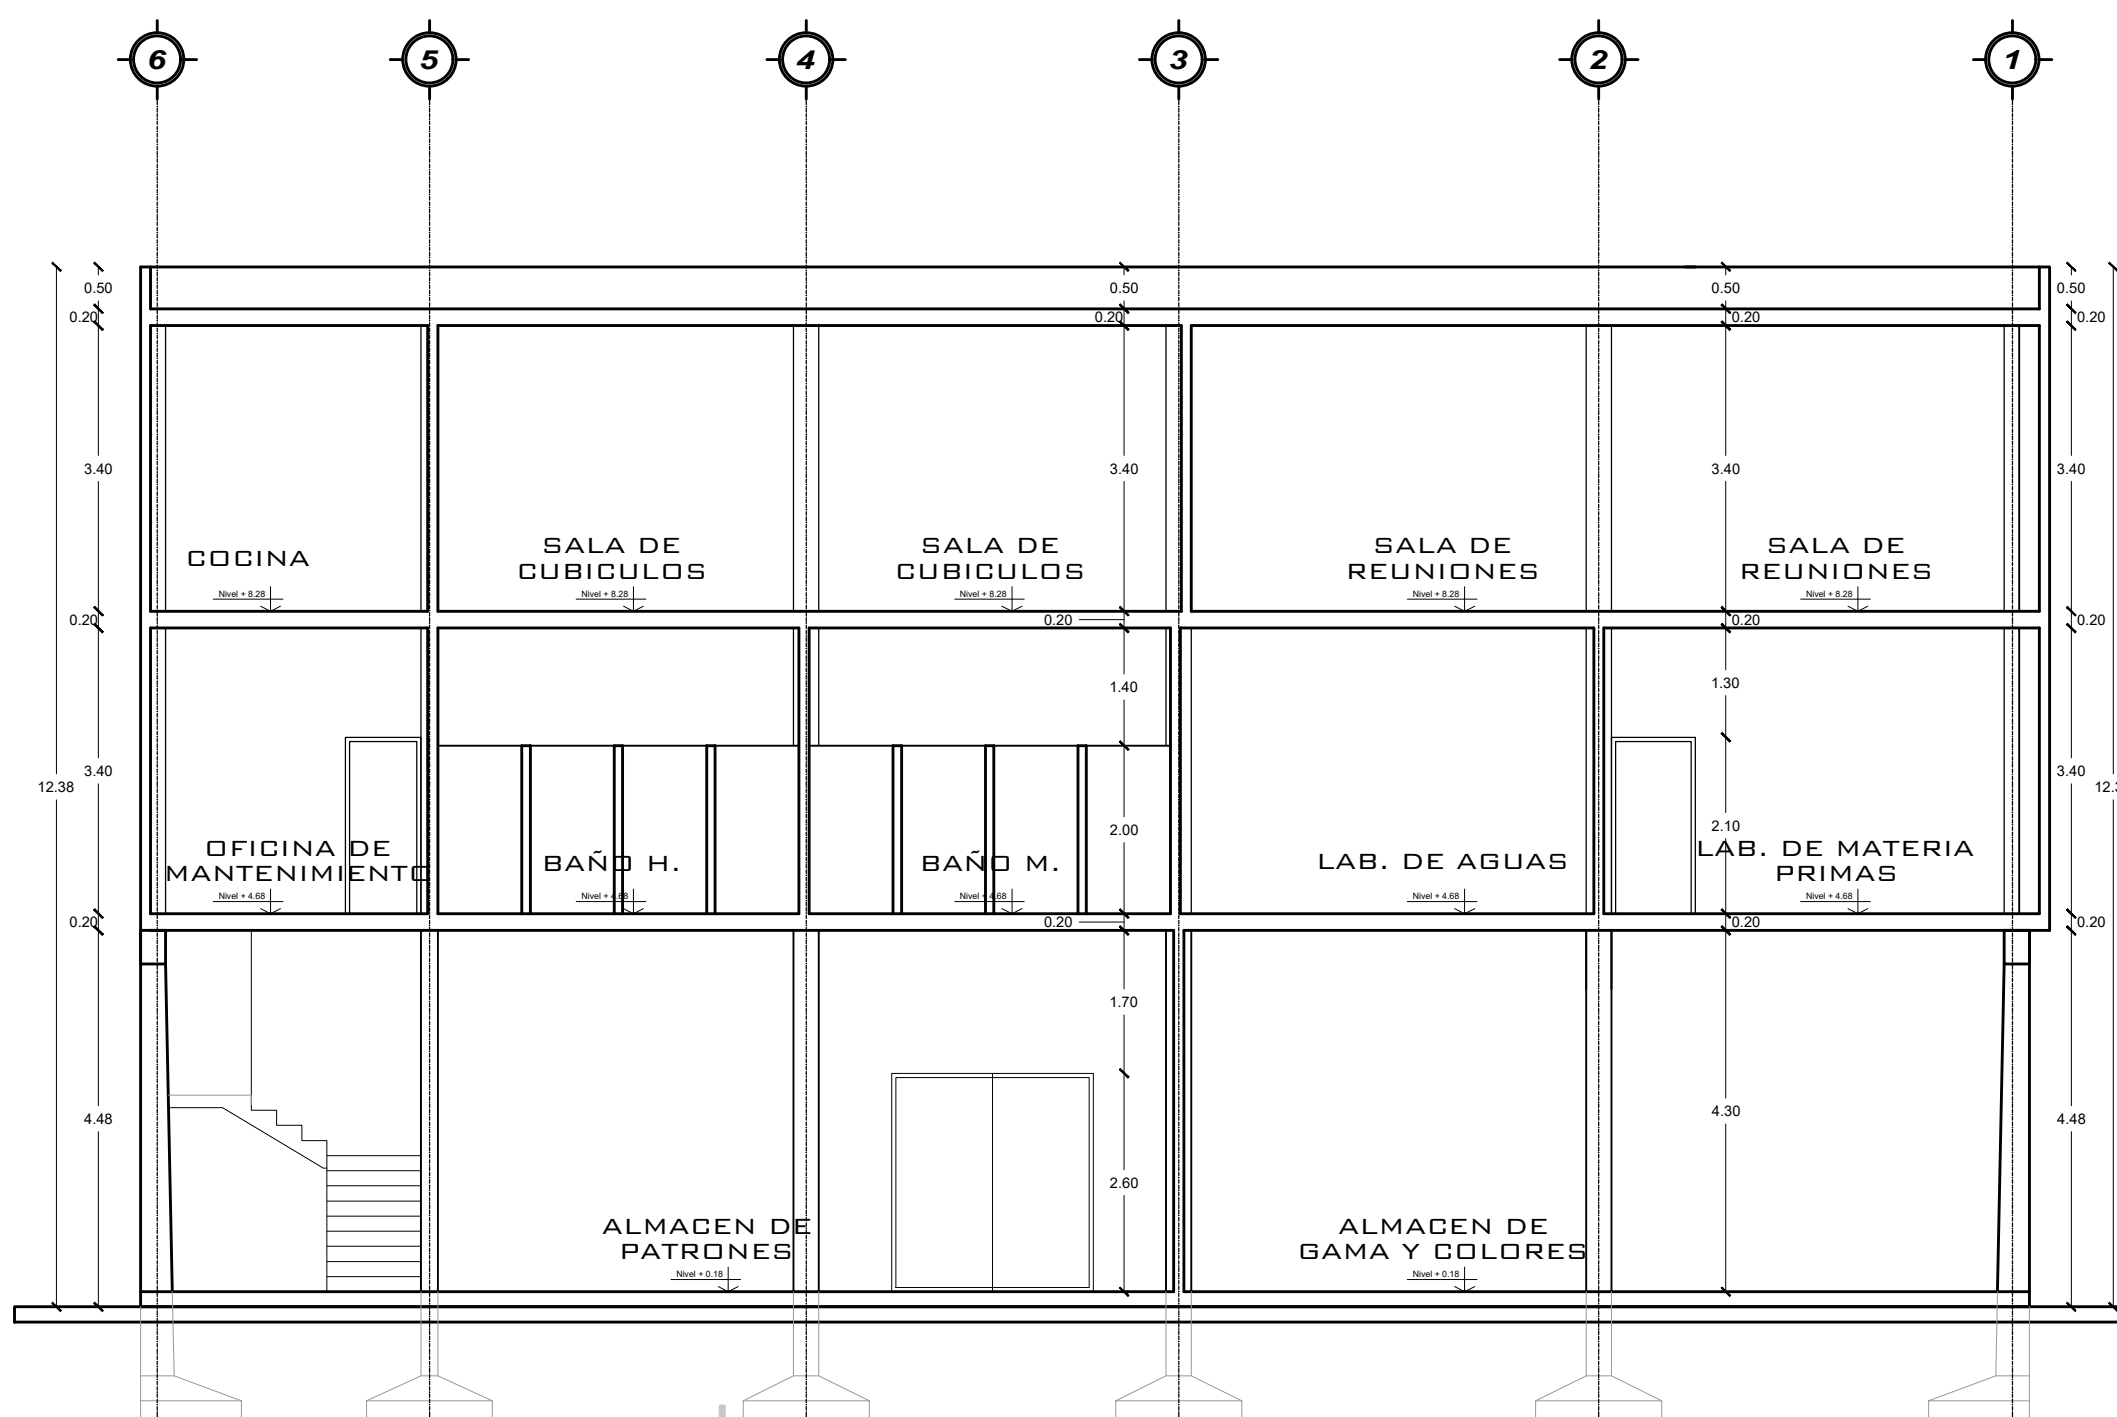 6 5 4 3 2 1
0.50 0.50 0.50 0.50
0.20 0.20 0.20 0.20
3.40 3.40 3.40 3.40
COCINA
SALA DE
CUBICULOS
SALA DE
CUBICULOS
SALA DE
REUNIONES
SALA DE
REUNIONES
Nivel + 8.28 Nivel + 8.28 Nivel + 8.28 Nivel + 8.28 Nivel + 8.28
0.20 0.20 0.20 0.20
1.40 1.30
12.38 3.40 3.40
2.00 2.10
OFICINA DE
MANTENIMIENTO
BAÑO H.
BAÑO M.
LAB. DE AGUAS
LAB. DE MATERIA
PRIMAS
Nivel + 4.68 Nivel + 4.68 Nivel + 4.68 Nivel + 4.68 Nivel + 4.68
0.20 0.20 0.20 0.20
1.70
4.48 4.30 4.48
2.60
ALMACEN DE
PATRONES
ALMACEN DE
GAMA Y COLORES
Nivel + 0.18 Nivel + 0.18